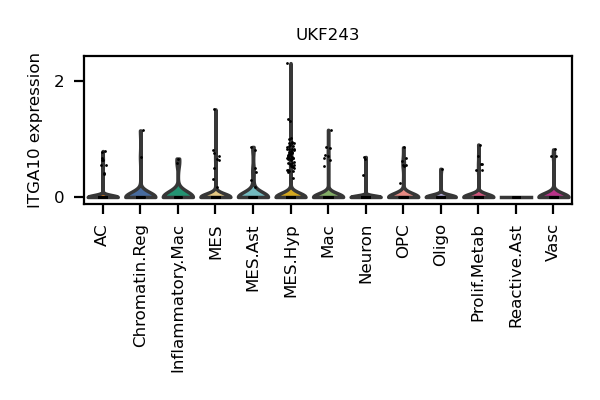 UKF243
ITGA10 expression
2
0
AC
Chromatin.Reg
Inflammatory.Mac
MES
MES.Ast
MES.Hyp
Mac
Neuron
OPC
Oligo
Prolif.Metab
Reactive.Ast
Vasc